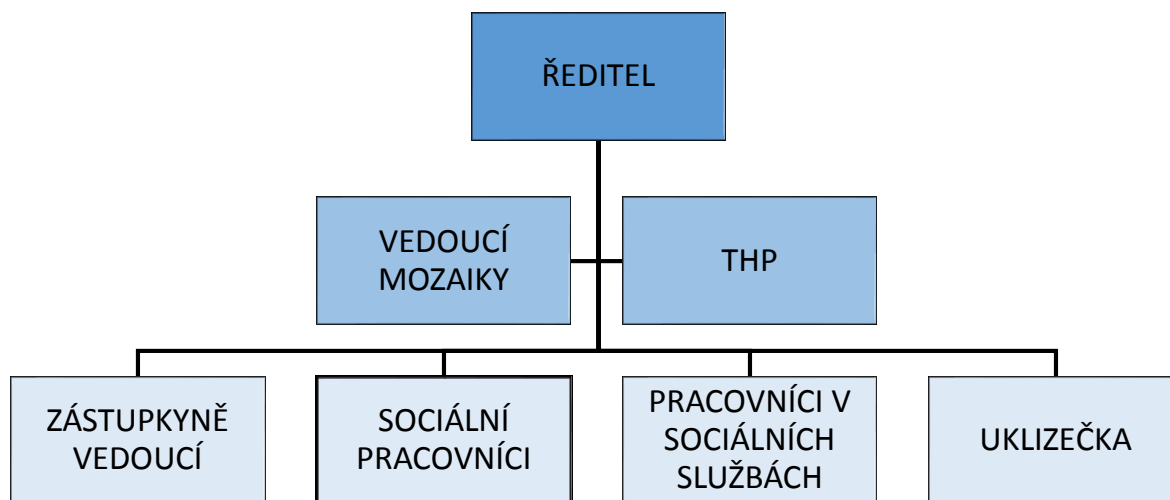 ŘEDITEL
VEDOUCÍ
MOZAIKY
THP
ZÁSTUPKYNĚ
VEDOUCÍ
SOCIÁLNÍ
PRACOVNÍCI
PRACOVNÍCI V
SOCIÁLNÍCH
SLUŽBÁCH
UKLIZEČKA